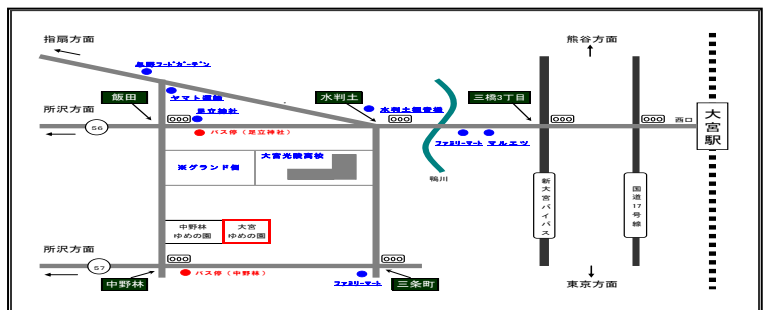 指扇方面
熊谷方面
ヤマト運輸
飯田
足立神社
水判土
三橋3丁目
所沢方面
56
バス停（足立神社）
ファミリーマート
マルエツ
西口
大宮駅
※グランド側
大宮光陵高校
鴨川
新大宮バイパス
国道17号線
中野林
ゆめの園
大宮
ゆめの園
所沢方面
57
バス停（中野林）
中野林
ファミリーマート
三条町
東京方面